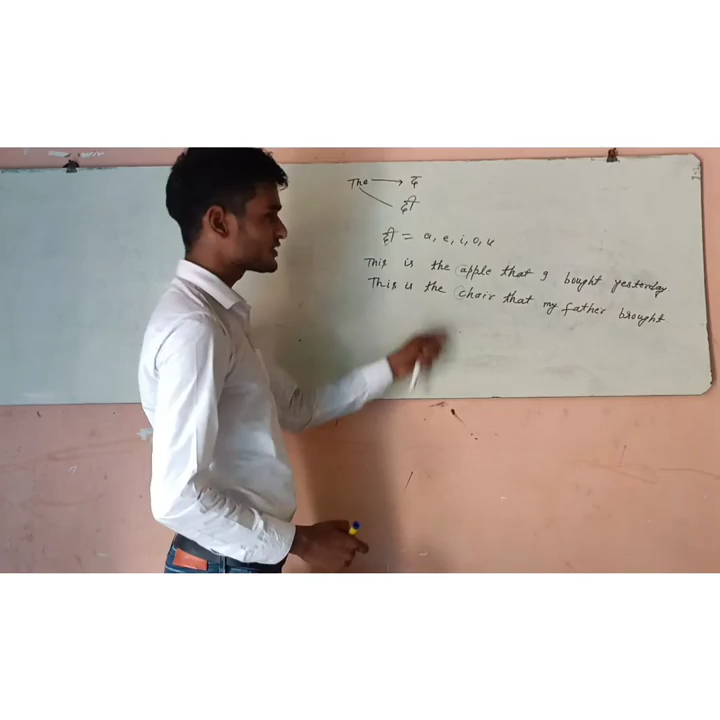 The → द
दी
दी = a, e, i, o, u
This is the apple that I bought yesterday
This is the chair that my father brought.